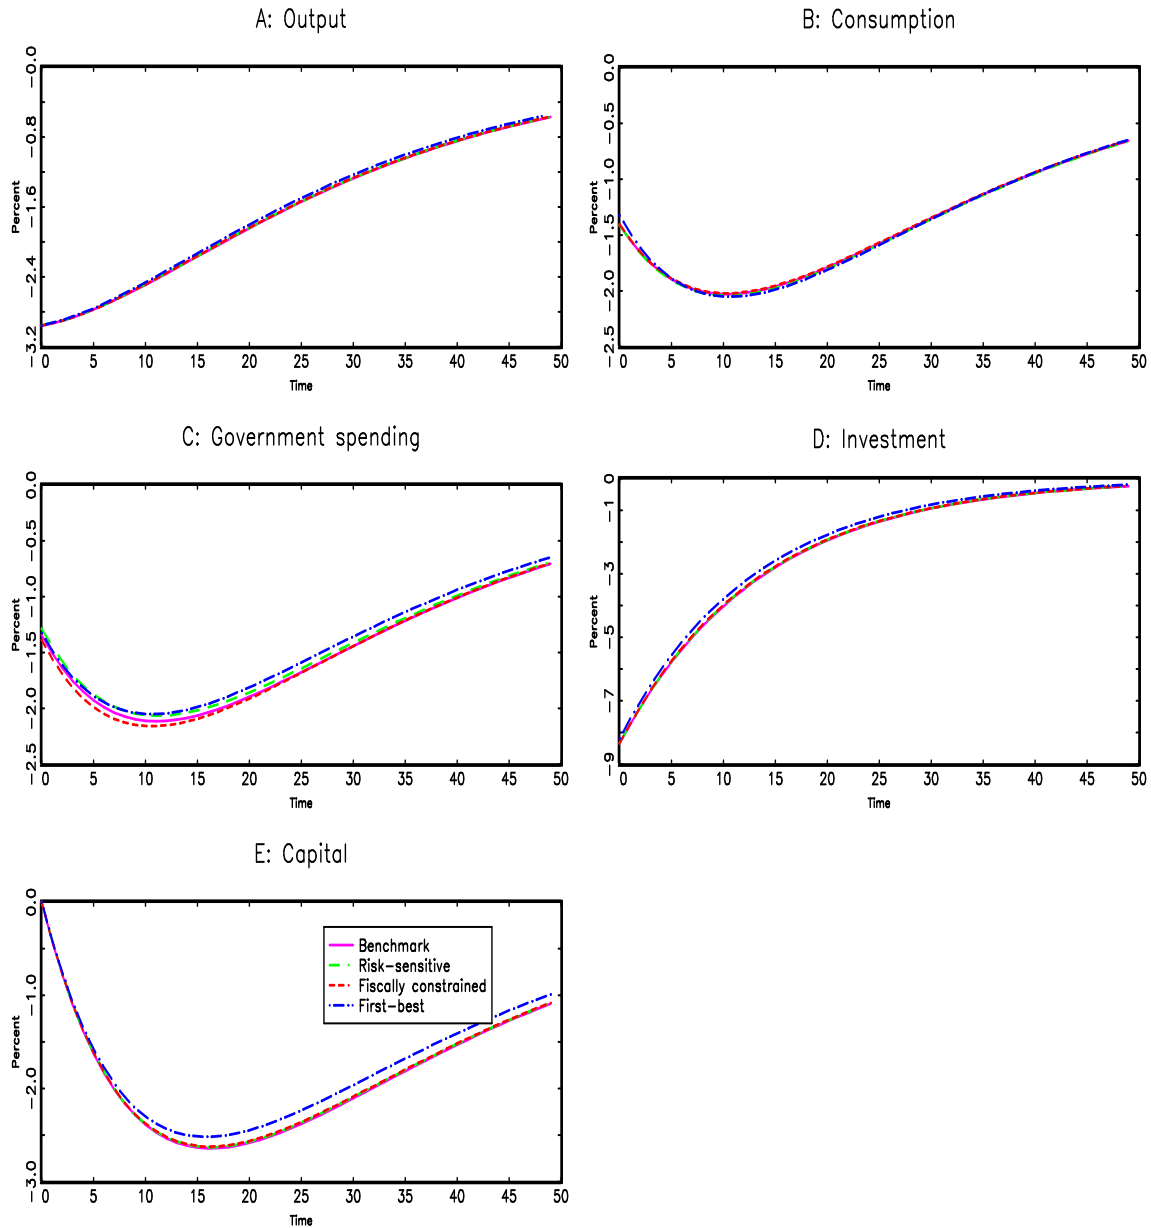 A: Output
Percent
−0.0
−0.8
−1.6
−2.4
−3.2
0 5 10 15 20 25 30 35 40 45 50
Time
B: Consumption
Percent
0.0
−0.5
−1.0
−1.5
−2.0
−2.5
0 5 10 15 20 25 30 35 40 45 50
Time
C: Government spending
Percent
0.0
−0.5
−1.0
−1.5
−2.0
−2.5
0 5 10 15 20 25 30 35 40 45 50
Time
D: Investment
Percent
0
−1
−3
−5
−7
−9
0 5 10 15 20 25 30 35 40 45 50
Time
E: Capital
Percent
0.0
−1.0
−2.0
−3.0
0 5 10 15 20 25 30 35 40 45 50
Time
Benchmark
Risk−sensitive
Fiscally constrained
First−best